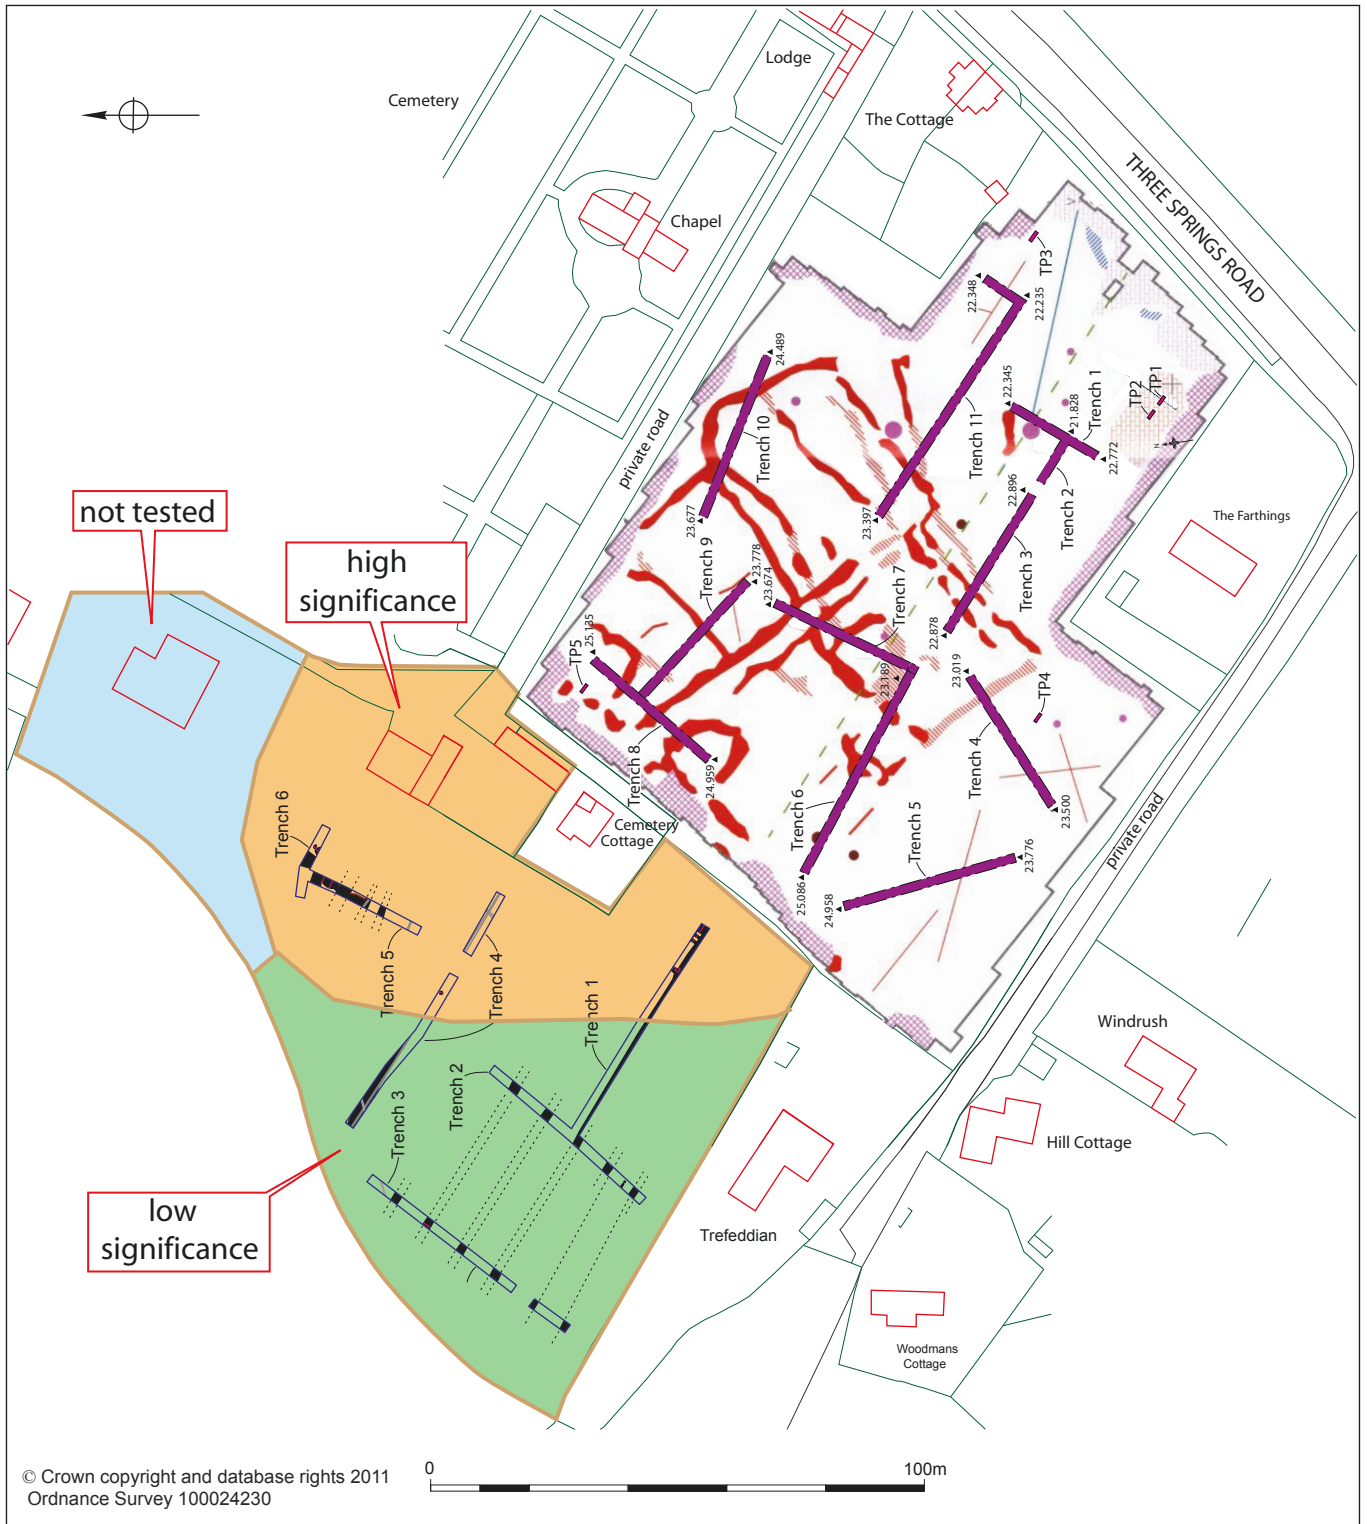 Lodge
Cemetery
The Cottage
THREE SPRINGS ROAD
Chapel
TP3
22.348
22.235
24.489
private road
Trench 10
22.345
Trench 11
21.828
Trench 1
TP2
TP1
N
22.772
23.677
23.397
22.896
Trench 2
not tested
The Farthings
high
significance
Trench 9
23.778
23.674
Trench 7
Trench 3
22.878
25.135
TP5
23.189
23.019
TP4
Trench 8
24.959
Trench 4
Trench 6
Cemetery
Cottage
Trench 6
Trench 5
23.500
private road
23.776
25.086
24.958
Trench 5
Trench 4
Trench 1
Windrush
Trench 2
Trench 3
Hill Cottage
low
significance
Trefeddian
Woodmans
Cottage
© Crown copyright and database rights 2011
Ordnance Survey 100024230
0
100m